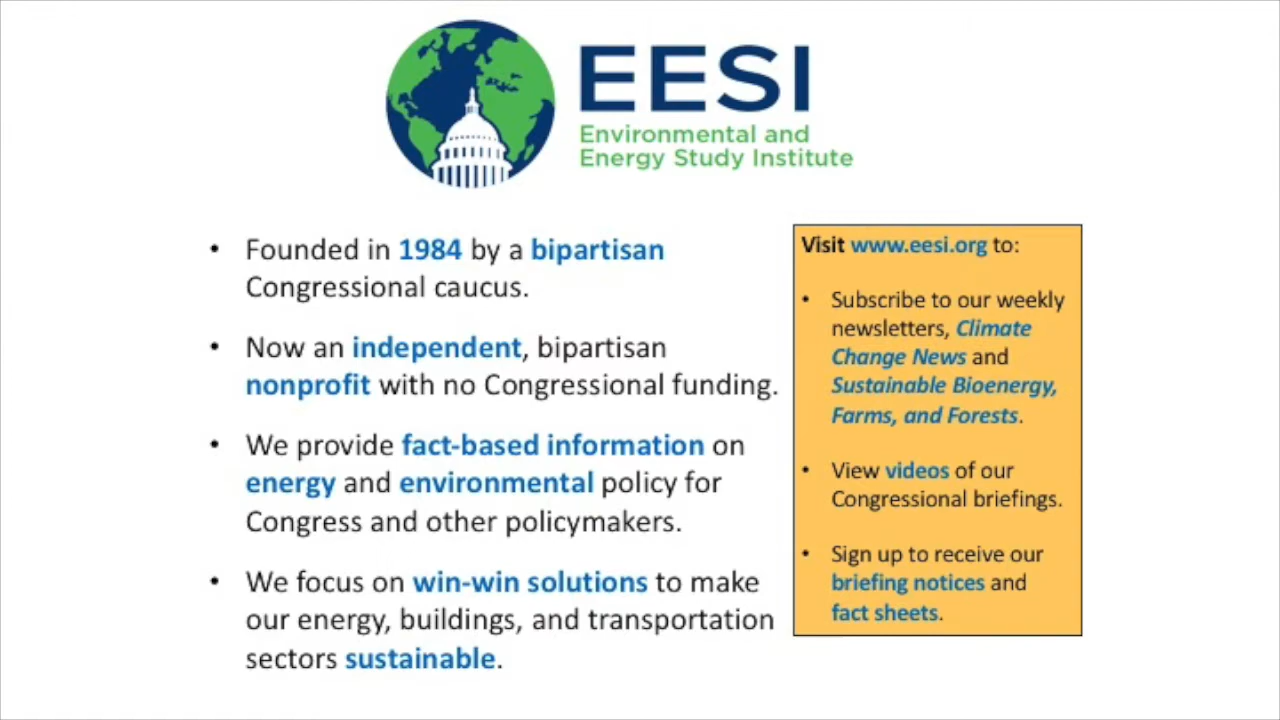 EESI
Environmental and
Energy Study Institute
• Founded in 1984 by a bipartisan
Congressional caucus.
• Now an independent, bipartisan
nonprofit with no Congressional funding.
• We provide fact-based information on
energy and environmental policy for
Congress and other policymakers.
• We focus on win-win solutions to make
our energy, buildings, and transportation
sectors sustainable.
Visit www.eesi.org to:
• Subscribe to our weekly
newsletters, Climate
Change News and
Sustainable Bioenergy,
Farms, and Forests.
• View videos of our
Congressional briefings.
• Sign up to receive our
briefing notices and
fact sheets.